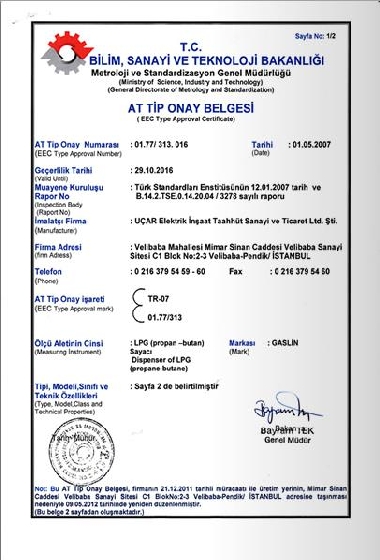 Sayfa No: 1/2
T.C.
BİLİM, SANAYİ VE TEKNOLOJİ BAKANLIĞI
Metroloji ve Standardizasyon Genel Müdürlüğü
(Ministry of Science, Industry and Technology)
(General Directorate of Metrology and Standardization)
AT TİP ONAY BELGESİ
( EEC Type Approval Certificate)
AT Tip Onay Numarası : 01.77/ 313. 016 Tarihi : 01.05.2007
(EEC Type Approval Number) (Date)
Geçerlilik Tarihi : 29.10.2016
(Valid Until)
Muayene Kuruluşu : Türk Standardları Enstitüsünün 12.01.2007 tarih ve
Rapor No B.14.2.TSE.0.14.20.04 / 3278 sayılı raporu
(Inspection Body
(Raport No)
İmalatçı Firma : UÇAR Elektrik İnşaat Taahhüt Sanayi ve Ticaret Ltd. Şti.
(Manufacturer)
Firma Adresi : Velibaba Mahallesi Mimar Sinan Caddesi Velibaba Sanayi
(firm Adless) Sitesi C1 Blok No:2-3 Velibaba-Pendik/ İSTANBUL
Telefon : 0 216 379 54 59 - 60 Fax : 0 216 379 54 60
(Phone)
AT Tip Onay işareti TR-07
(EEC Type Approval mark)
01.77/313
Ölçü Aletinin Cinsi : LPG (propan –butan) Markası : GASLİN
(Measuring Instrument) Sayacı (Mark)
Dispenser of LPG
(propane butane)
Tipi, Modeli,Sınıfı ve : Sayfa 2 de belirtilmiştir
Teknik Özellikleri
(Type, Nodel,Class and
Technical Properties)
Tarih Mühür
Bakan a.
Bayram TEK
Genel Müdür
Not: Bu AT Tip Onay Belgesi, firmanın 21.12.2011 tarihli müracaatı ile üretim yerinin, Mimar Sinan
Caddesi Velibaba Sanayi Sitesi C1 BlokNo:2-3 Velibaba-Pendik/ İSTANBUL adresine taşınması
nedeniyle 09.05.2012 tarihinde yeniden düzenlenmiştir.
(Bu belge 2 sayfadan oluşmaktadır.)